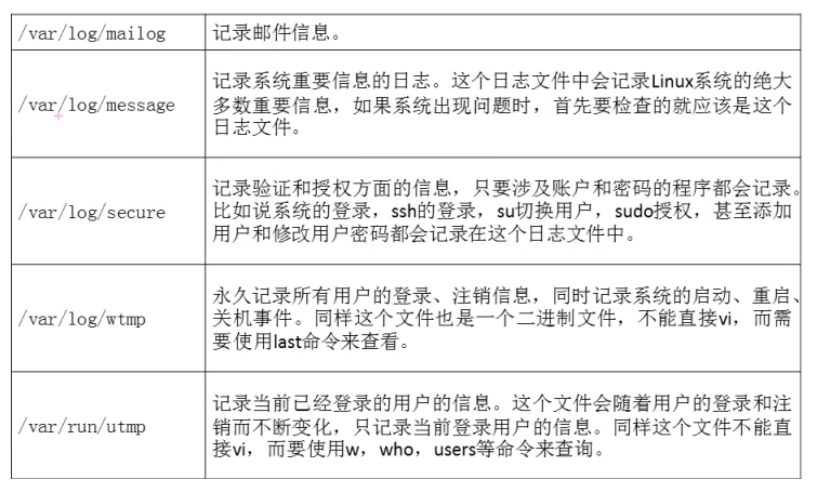 /var/log/mailog
记录邮件信息。
/var/log/message
记录系统重要信息的日志。这个日志文件中会记录Linux系统的绝大
多数重要信息，如果系统出现问题时，首先要检查的就应该是这个
日志文件。
/var/log/secure
记录验证和授权方面的信息，只要涉及账户和密码的程序都会记录。
比如说系统的登录，ssh的登录，su切换用户，sudo授权，甚至添加
用户和修改用户密码都会记录在这个日志文件中。
/var/log/wtmp
永久记录所有用户的登录、注销信息，同时记录系统的启动、重启、
关机事件。同样这个文件也是一个二进制文件，不能直接vi，而需
要使用last命令来查看。
/var/run/utmp
记录当前已经登录的用户的信息。这个文件会随着用户的登录和注
销而不断变化，只记录当前登录用户的信息。同样这个文件不能直
接vi，而要使用w，who，users等命令来查询。